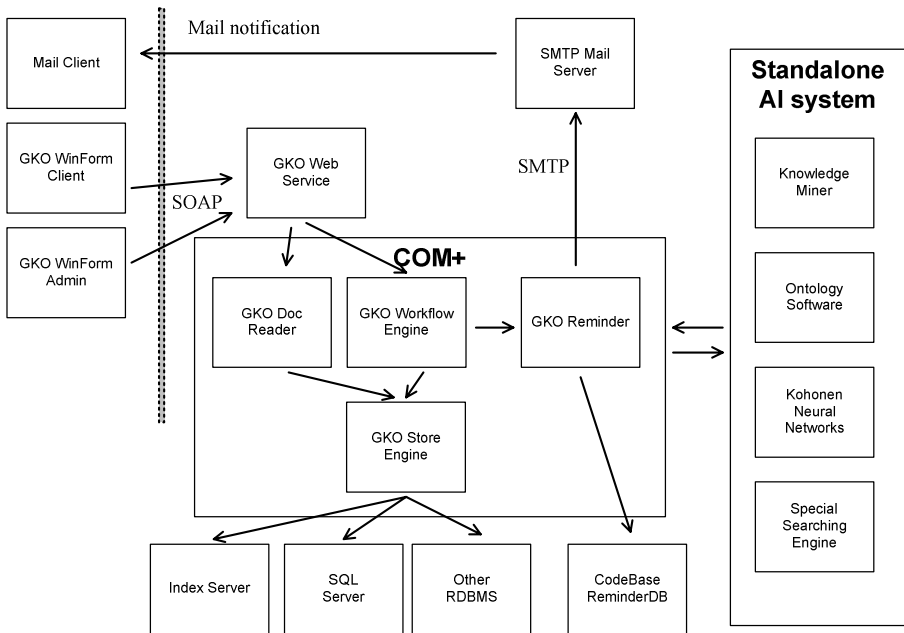 Mail notification
Mail Client
SMTP Mail
Server
Standalone
AI system
GKO WinForm
Client
GKO Web
Service
SMTP
Knowledge
Miner
SOAP
GKO WinForm
Admin
COM+
GKO Doc
Reader
GKO Workflow
Engine
GKO Reminder
Ontology
Software
Kohonen
Neural
Networks
GKO Store
Engine
Special
Searching
Engine
Index Server
SQL
Server
Other
RDBMS
CodeBase
ReminderDB